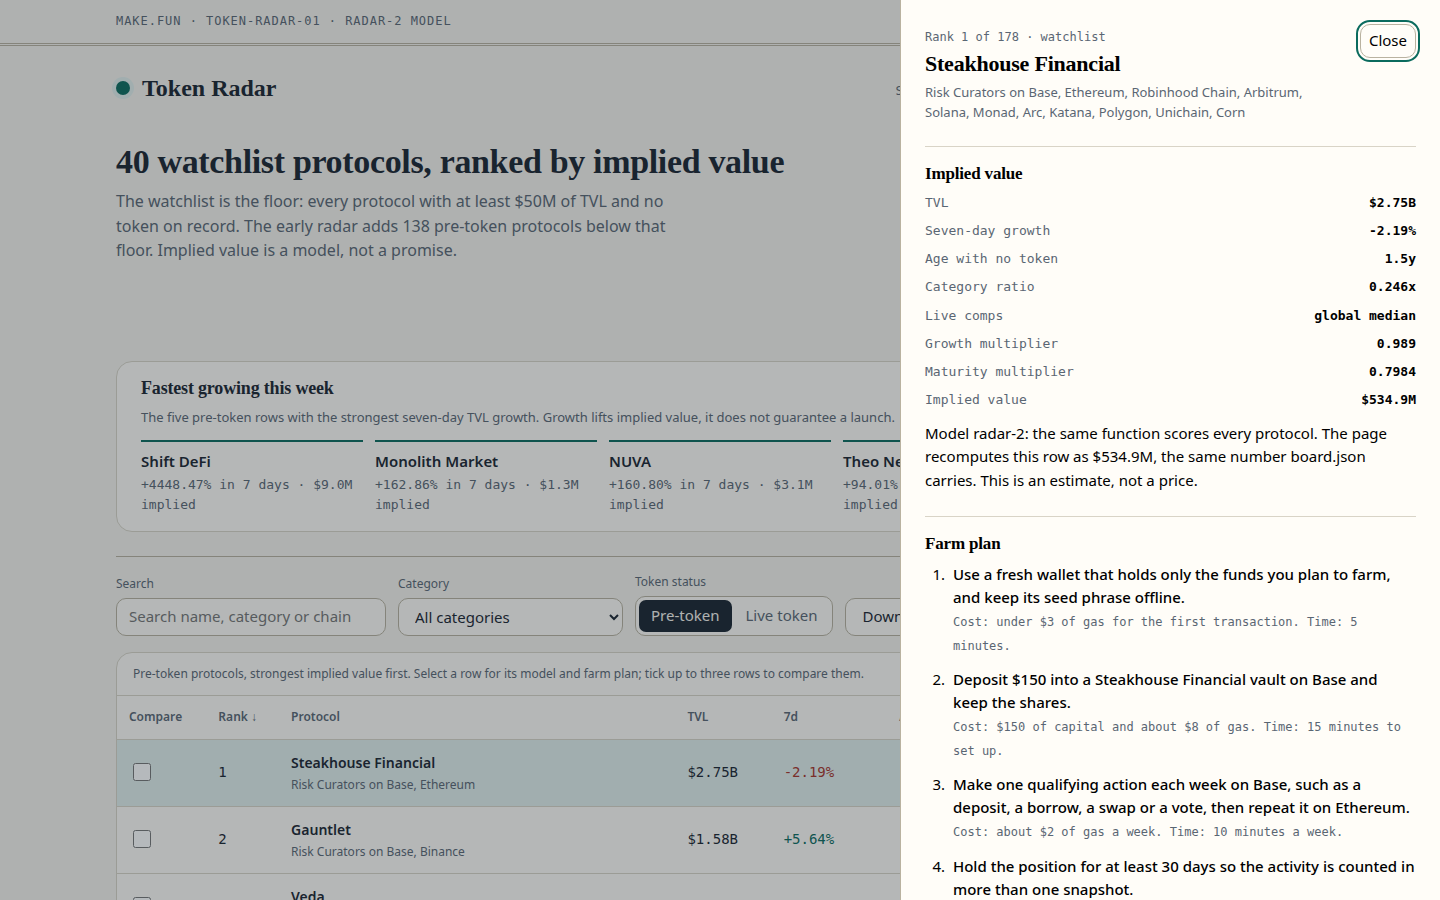 MAKE.FUN · TOKEN-RADAR-01 · RADAR-2 MODEL
Token Radar
40 watchlist protocols, ranked by implied value
The watchlist is the floor: every protocol with at least $50M of TVL and no
token on record. The early radar adds 138 pre-token protocols below that
floor. Implied value is a model, not a promise.
Fastest growing this week
The five pre-token rows with the strongest seven-day TVL growth. Growth lifts implied value, it does not guarantee a launch.
Shift DeFi
+4448.47% in 7 days · $9.0M
implied
Monolith Market
+162.86% in 7 days · $1.3M
implied
NUVA
+160.80% in 7 days · $3.1M
implied
Theo Ne
+94.01%
implied
Search
Search name, category or chain
Category
All categories
Token status
Pre-token
Live token
Down
Pre-token protocols, strongest implied value first. Select a row for its model and farm plan; tick up to three rows to compare them.
Compare Rank ↓ Protocol TVL 7d
1 Steakhouse Financial $2.75B -2.19%
Risk Curators on Base, Ethereum
2 Gauntlet $1.58B +5.64%
Risk Curators on Base, Binance
Veda
Rank 1 of 178 · watchlist
Close
Steakhouse Financial
Risk Curators on Base, Ethereum, Robinhood Chain, Arbitrum,
Solana, Monad, Arc, Katana, Polygon, Unichain, Corn
Implied value
TVL $2.75B
Seven-day growth -2.19%
Age with no token 1.5y
Category ratio 0.246x
Live comps global median
Growth multiplier 0.989
Maturity multiplier 0.7984
Implied value $534.9M
Model radar-2: the same function scores every protocol. The page
recomputes this row as $534.9M, the same number board.json
carries. This is an estimate, not a price.
Farm plan
1. Use a fresh wallet that holds only the funds you plan to farm,
and keep its seed phrase offline.
Cost: under $3 of gas for the first transaction. Time: 5
minutes.
2. Deposit $150 into a Steakhouse Financial vault on Base and
keep the shares.
Cost: $150 of capital and about $8 of gas. Time: 15 minutes to
set up.
3. Make one qualifying action each week on Base, such as a
deposit, a borrow, a swap or a vote, then repeat it on Ethereum.
Cost: about $2 of gas a week. Time: 10 minutes a week.
4. Hold the position for at least 30 days so the activity is counted in
more than one snapshot.